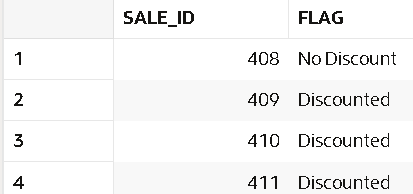 SALE_ID FLAG
1 408 No Discount
2 409 Discounted
3 410 Discounted
4 411 Discounted